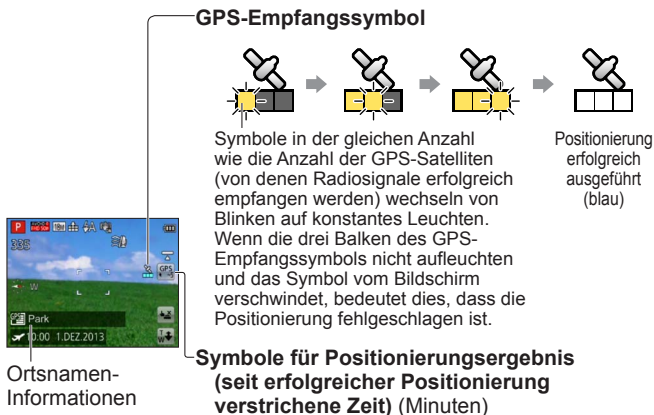 GPS-Empfangssymbol
Symbole in der gleichen Anzahl
wie die Anzahl der GPS-Satelliten
(von denen Radiosignale erfolgreich
empfangen werden) wechseln von
Blinken auf konstantes Leuchten.
Wenn die drei Balken des GPS-
Empfangssymbols nicht aufleuchten
und das Symbol vom Bildschirm
verschwindet, bedeutet dies, dass die
Positionierung fehlgeschlagen ist.
Positionierung
erfolgreich
ausgeführt
(blau)
P
335
GPS
W
Park
10:00 1.DEZ.2013
Ortsnamen-
Informationen
Symbole für Positionierungsergebnis
(seit erfolgreicher Positionierung
verstrichene Zeit) (Minuten)